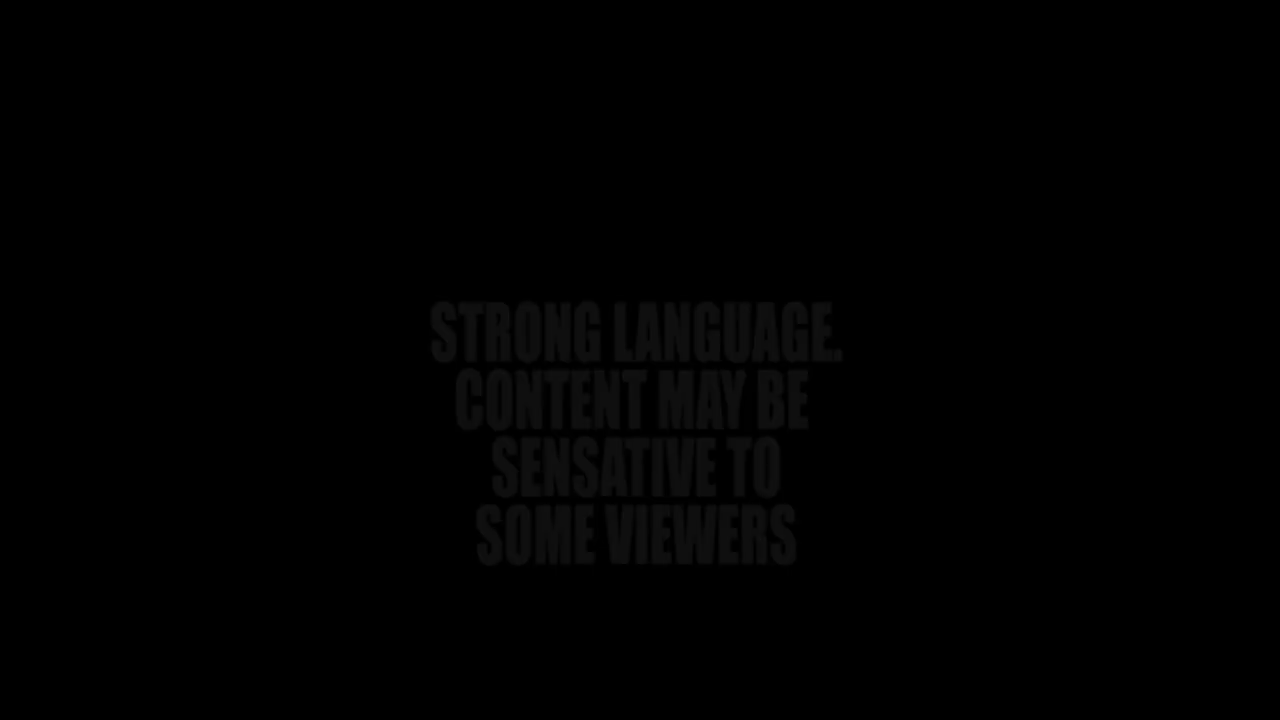 STRONG LANGUAGE.
CONTENT MAY BE
SENSATIVE TO
SOME VIEWERS